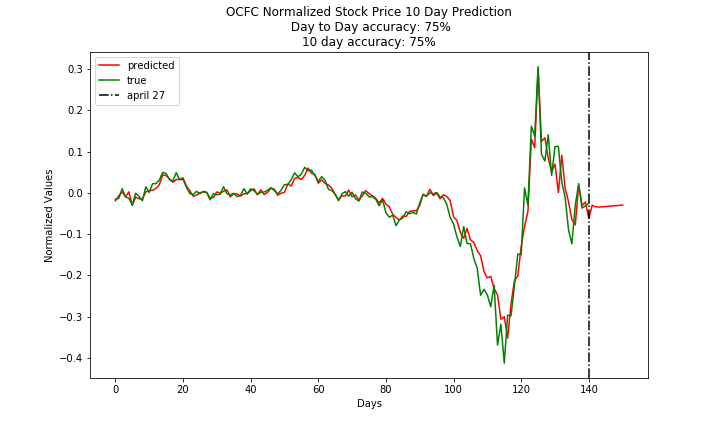 OCFC Normalized Stock Price 10 Day Prediction
Day to Day accuracy: 75%
10 day accuracy: 75%
predicted
true
april 27
Normalized Values
0.3
0.2
0.1
0.0
−0.1
−0.2
−0.3
−0.4
0 20 40 60 80 100 120 140
Days